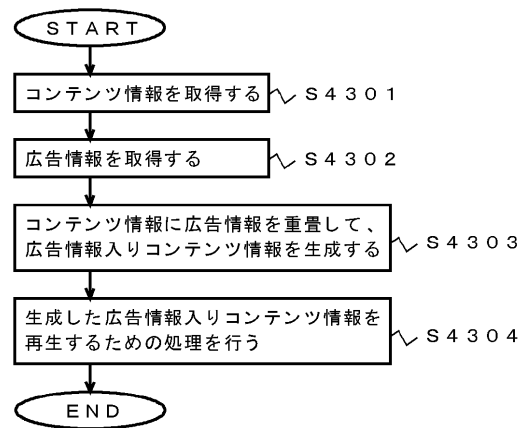 START
コンテンツ情報を取得する
S4301
広告情報を取得する
S4302
コンテンツ情報に広告情報を重畳して、
広告情報入りコンテンツ情報を生成する
S4303
生成した広告情報入りコンテンツ情報を
再生するための処理を行う
S4304
END